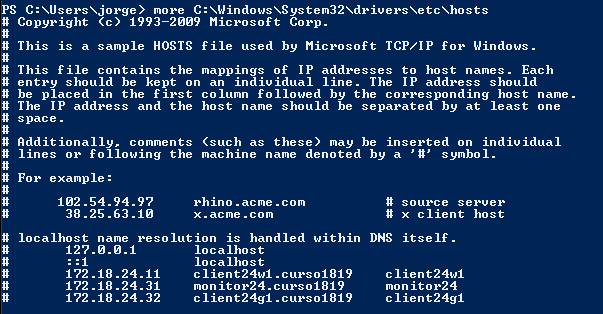 PS C:\Users\jorge> more C:\Windows\System32\drivers\etc\hosts
# Copyright (c) 1993-2009 Microsoft Corp.
#
# This is a sample HOSTS file used by Microsoft TCP/IP for Windows.
#
# This file contains the mappings of IP addresses to host names. Each
# entry should be kept on an individual line. The IP address should
# be placed in the first column followed by the corresponding host name.
# The IP address and the host name should be separated by at least one
# space.
#
# Additionally, comments (such as these) may be inserted on individual
# lines or following the machine name denoted by a '#' symbol.
#
# For example:
#
#      102.54.94.97     rhino.acme.com          # source server
#       38.25.63.10     x.acme.com              # x client host

# localhost name resolution is handled within DNS itself.
#       127.0.0.1       localhost
#       ::1             localhost
#       172.18.24.11    client24w1.curso1819    client24w1
#       172.18.24.31    monitor24.curso1819     monitor24
#       172.18.24.32    client24g1.curso1819    client24g1